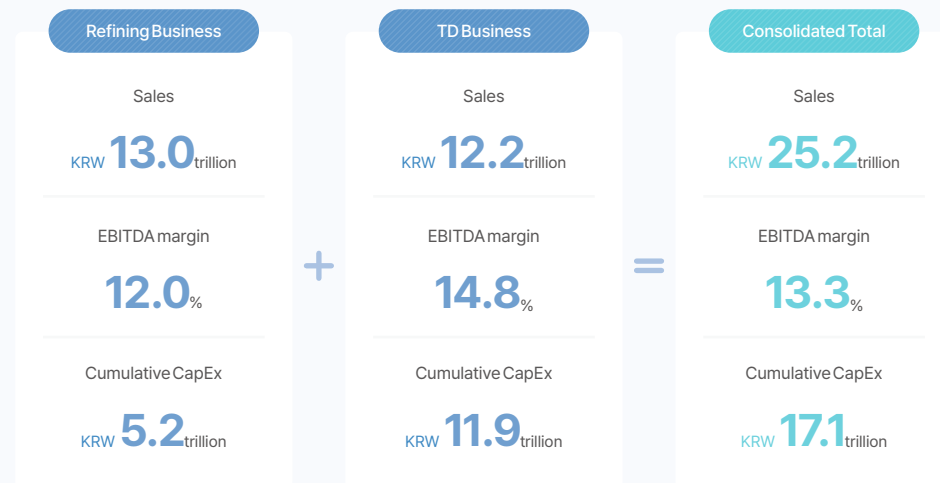 Refining Business
Sales
KRW 13.0 trillion
EBITDA margin
12.0%
Cumulative CapEx
KRW 5.2 trillion
+
TD Business
Sales
KRW 12.2 trillion
EBITDA margin
14.8%
Cumulative CapEx
KRW 11.9 trillion
=
Consolidated Total
Sales
KRW 25.2 trillion
EBITDA margin
13.3%
Cumulative CapEx
KRW 17.1 trillion